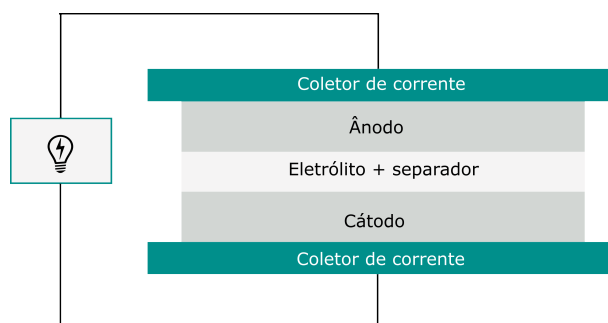 Coletor de corrente
Ânodo
Eletrólito + separador
Cátodo
Coletor de corrente